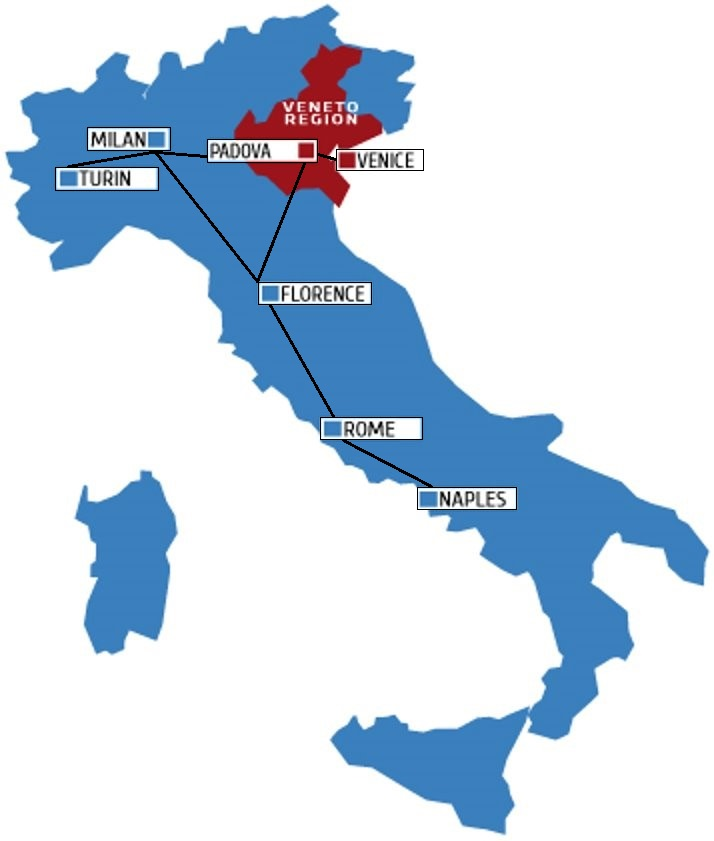 VENETO
REGION
MILAN
PADOVA
VENICE
TURIN
FLORENCE
ROME
NAPLES